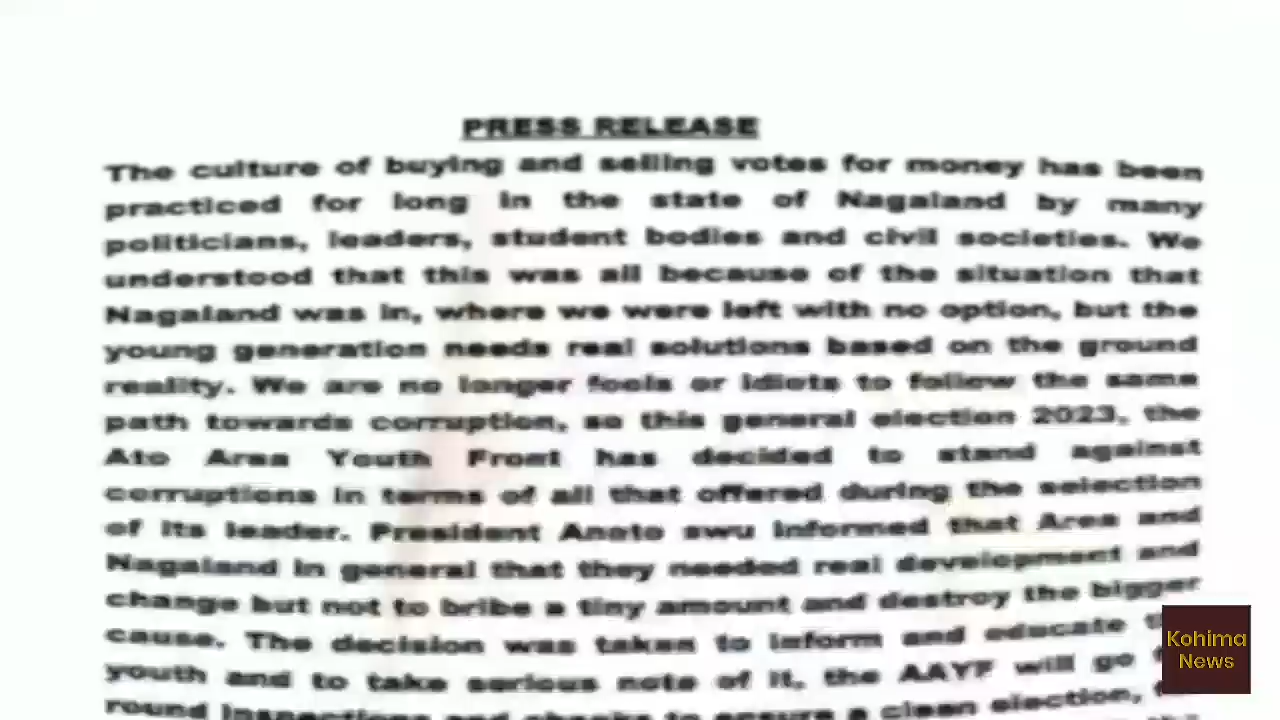 PRESS RELEASE
The culture of buying and selling votes for money has been
practiced for long in the state of Nagaland by many
politicians, leaders, student bodies and civil societies. We
understood that this was all because of the situation that
Nagaland was in, where we were left with no option, but the
young generation needs real solutions based on the ground
reality. We are no longer fools or idiots to follow the same
path towards corruption, so this general election 2023, the
Ato Area Youth Front has decided to stand against
corruptions in terms of all that offered during the selection
of its leader. President Anoto swu informed that Area and
Nagaland in general that they needed real development and
change but not to bribe a tiny amount and destroy the bigger
cause. The decision was taken to inform and educate
youth and to take serious note of it, the AAYF will go
round inspections and checks to ensure a clean election,
Kohima
News